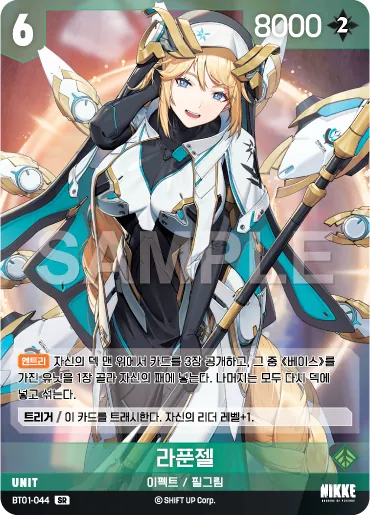 6
8000 2
SAMPLE
엔트리 자신의 덱 맨 위에서 카드를 3장 공개하고, 그 중 《베이스》를
가진 유닛을 1장 골라 자신의 패에 넣는다. 나머지는 모두 다시 덱에
넣고 섞는다.
트리거 / 이 카드를 트래시한다. 자신의 리더 레벨+1.
라푼젤
UNIT
이펙트 / 필그림
BT01-044 SR
©SHIFT UP Corp.
NIKKE